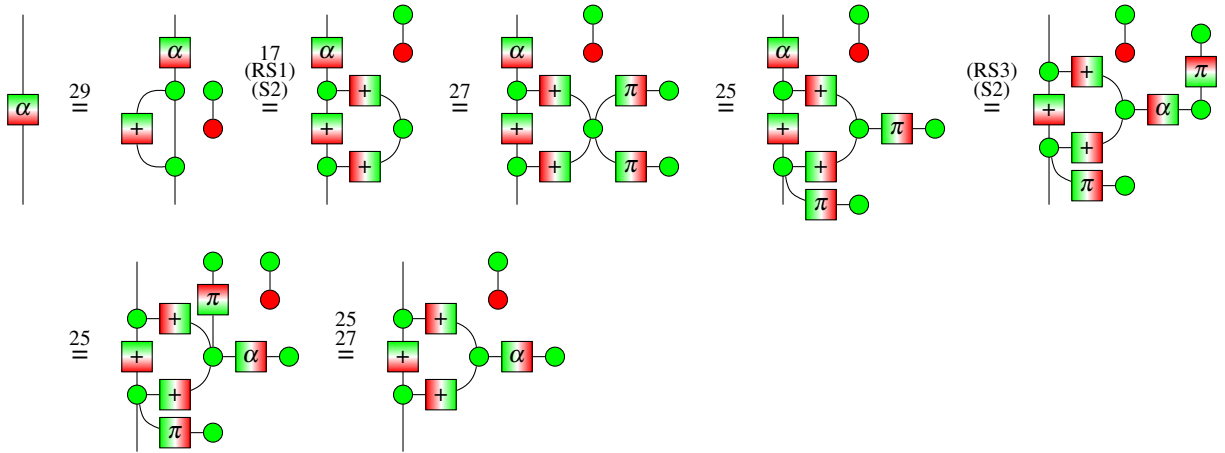 α 29 = α + 17 (RS1) (S2) = α + + + 27 = α + + + π π 25 = α + + + π π (RS3) (S2) = + + + α π π
25 = + + + π α π 25 27 = + + + α